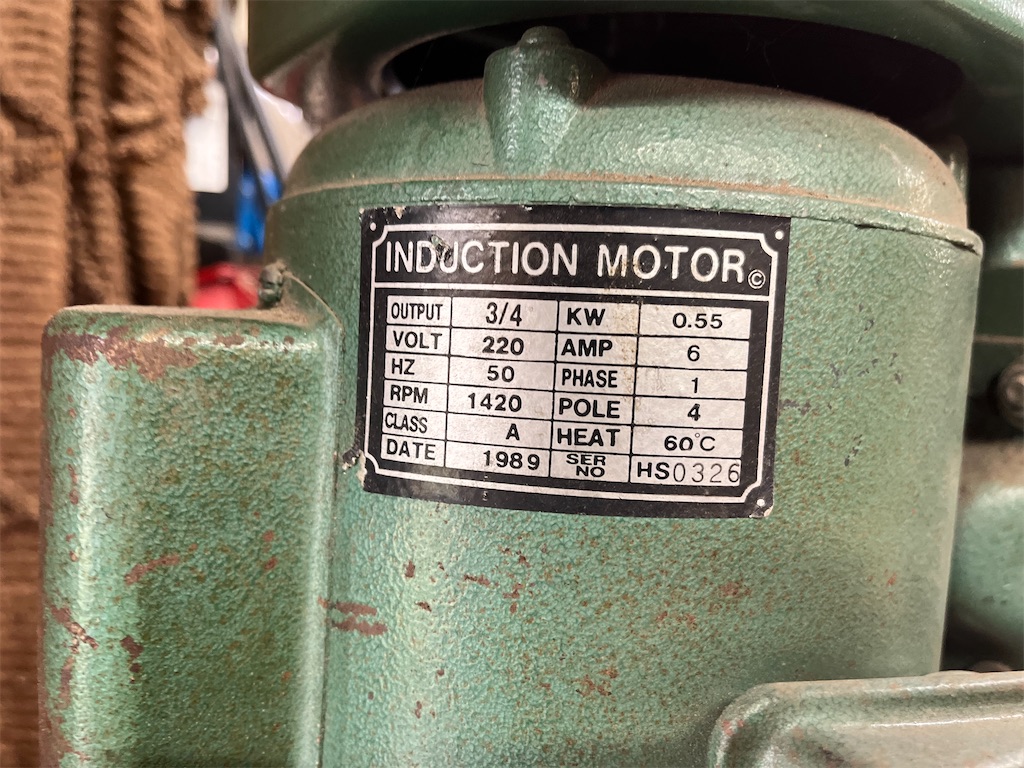 INDUCTION MOTOR ©
OUTPUT 3/4 KW 0.55
VOLT 220 AMP 6
HZ 50 PHASE 1
RPM 1420 POLE 4
CLASS A HEAT 60°C
DATE 1989 SER NO HS0326